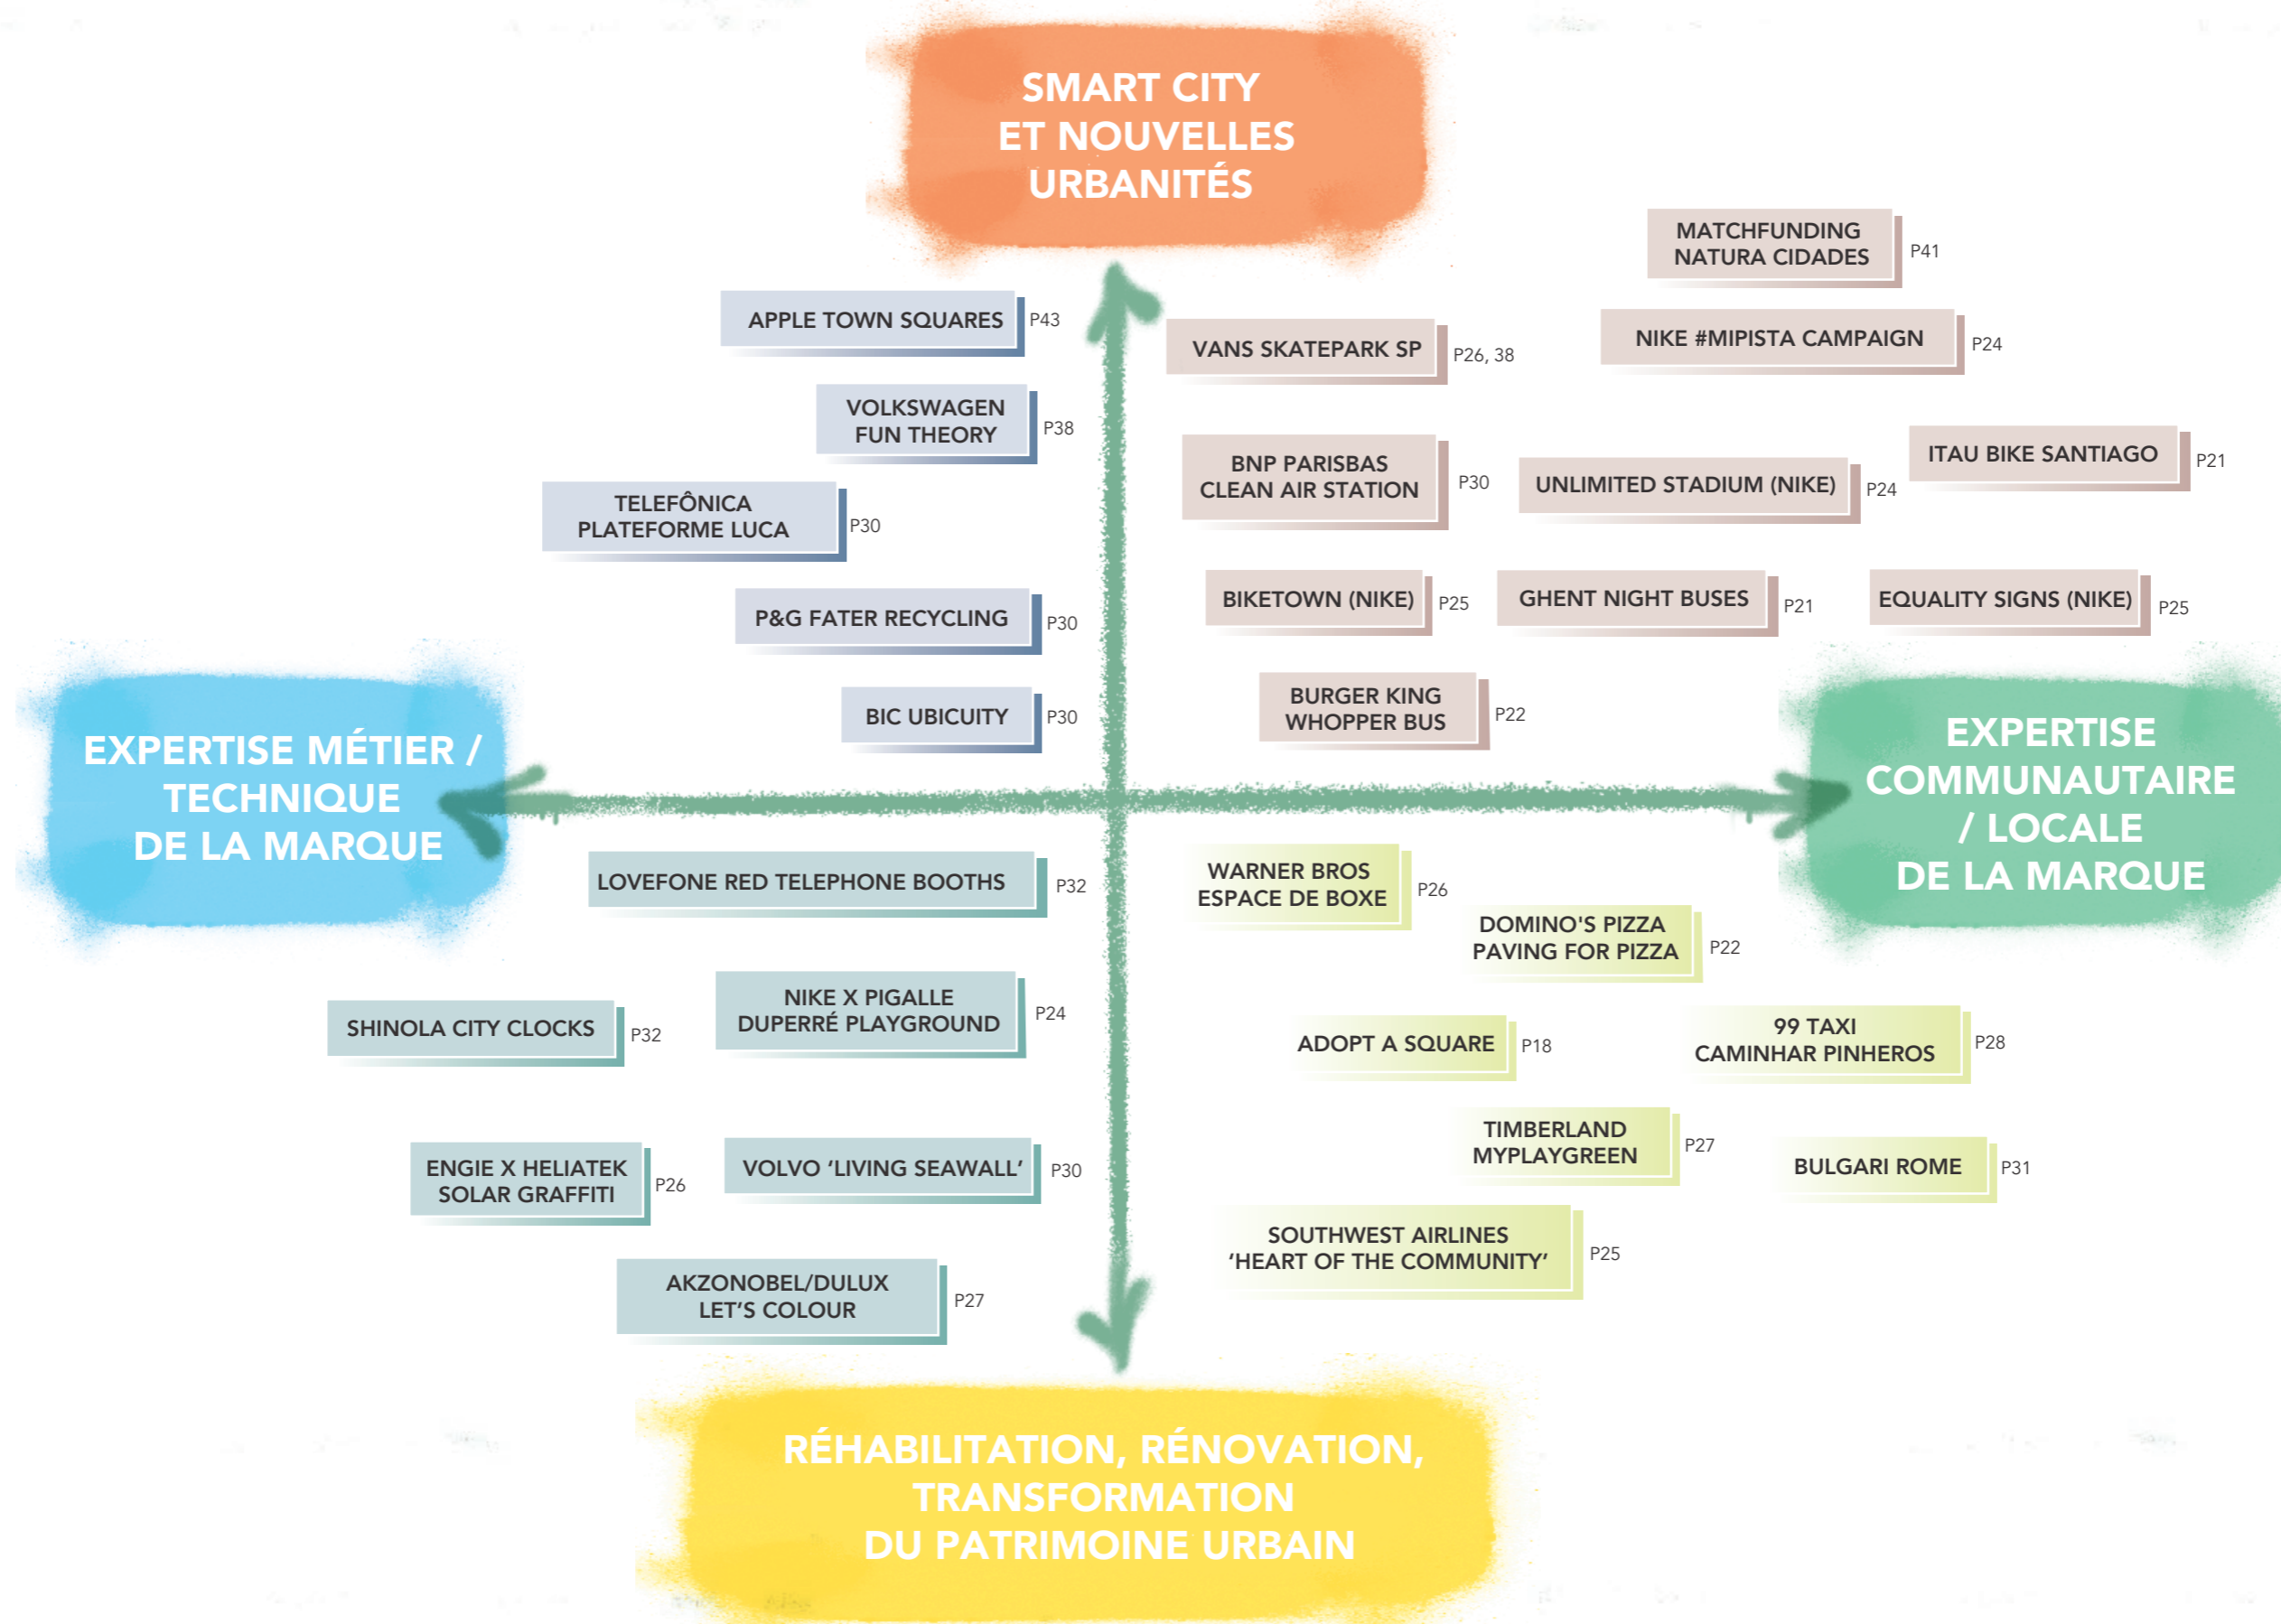 SMART CITY
ET NOUVELLES
URBANITÉS
MATCHFUNDING
NATURA CIDADES
P41
APPLE TOWN SQUARES
P43
VANS SKATEPARK SP
P26, 38
NIKE #MIPISTA CAMPAIGN
P24
VOLKSWAGEN
FUN THEORY
P38
BNP PARISBAS
CLEAN AIR STATION
P30
UNLIMITED STADIUM (NIKE)
P24
ITAU BIKE SANTIAGO
P21
TELEFÔNICA
PLATEFORME LUCA
P30
P&G FATER RECYCLING
P30
BIKETOWN (NIKE)
P25
GHENT NIGHT BUSES
P21
EQUALITY SIGNS (NIKE)
P25
BIC UBICUITY
P30
BURGER KING
WHOPPER BUS
P22
EXPERTISE MÉTIER /
TECHNIQUE
DE LA MARQUE
EXPERTISE
COMMUNAUTAIRE
/ LOCALE
DE LA MARQUE
LOVEFONE RED TELEPHONE BOOTHS
P32
WARNER BROS
ESPACE DE BOXE
P26
DOMINO'S PIZZA
PAVING FOR PIZZA
P22
SHINOLA CITY CLOCKS
P32
NIKE X PIGALLE
DUPERRÉ PLAYGROUND
P24
ADOPT A SQUARE
P18
99 TAXI
CAMINHAR PINHEROS
P28
ENGIE X HELIATEK
SOLAR GRAFFITI
P26
VOLVO ‘LIVING SEAWALL’
P30
TIMBERLAND
MYPLAYGREEN
P27
BULGARI ROME
P31
SOUTHWEST AIRLINES
‘HEART OF THE COMMUNITY’
P25
AKZONOBEL/DULUX
LET’S COLOUR
P27
RÉHABILITATION, RÉNOVATION,
TRANSFORMATION
DU PATRIMOINE URBAIN